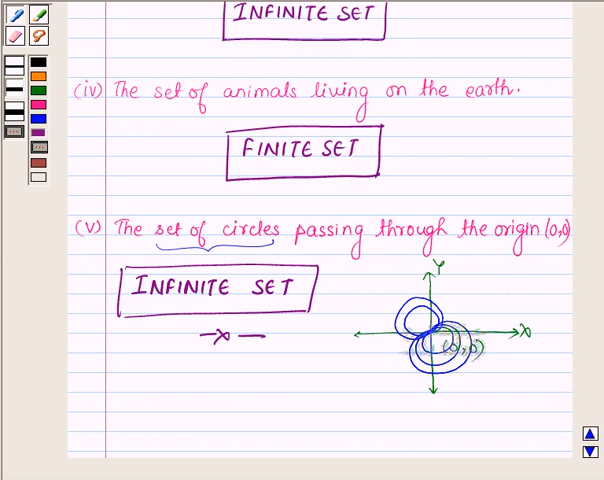 INFINITE SET
(iv) The set of animals living on the earth.
FINITE SET
(v) The set of circles passing through the origin (0,0)
INFINITE SET
Y
X
(0,0)